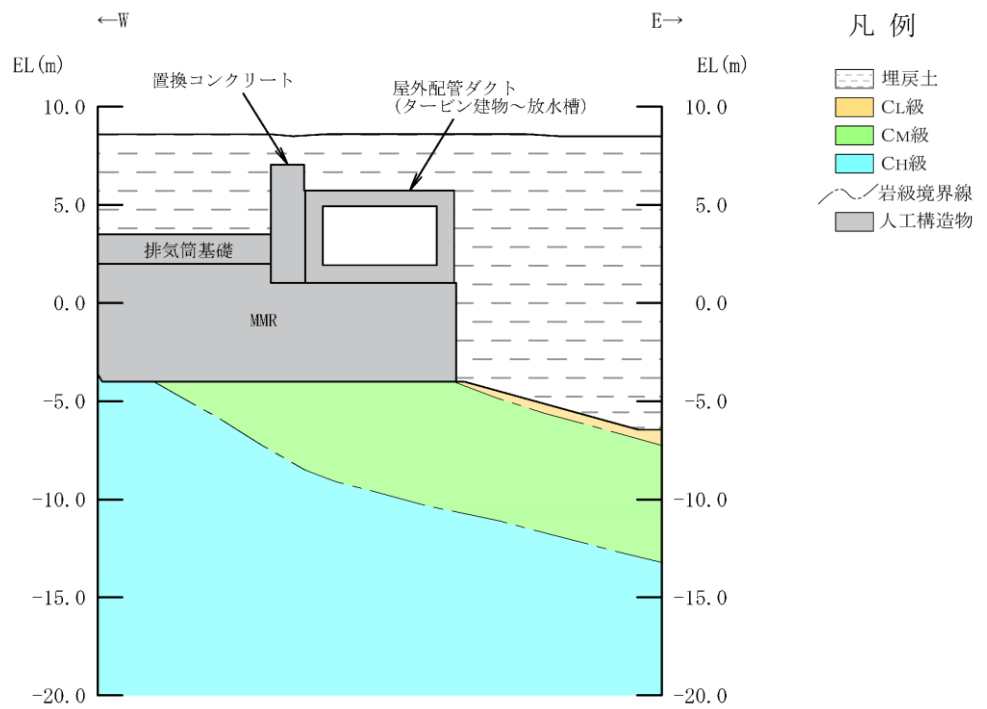 ←W
E→
凡 例
EL(m)
EL(m)
置換コンクリート
屋外配管ダクト
(タービン建物～放水槽)
埋戻土
CL級
CM級
CH級
岩級境界線
人工構造物
10.0
10.0
5.0
5.0
排気筒基礎
0.0
0.0
MMR
-5.0
-5.0
-10.0
-10.0
-15.0
-15.0
-20.0
-20.0